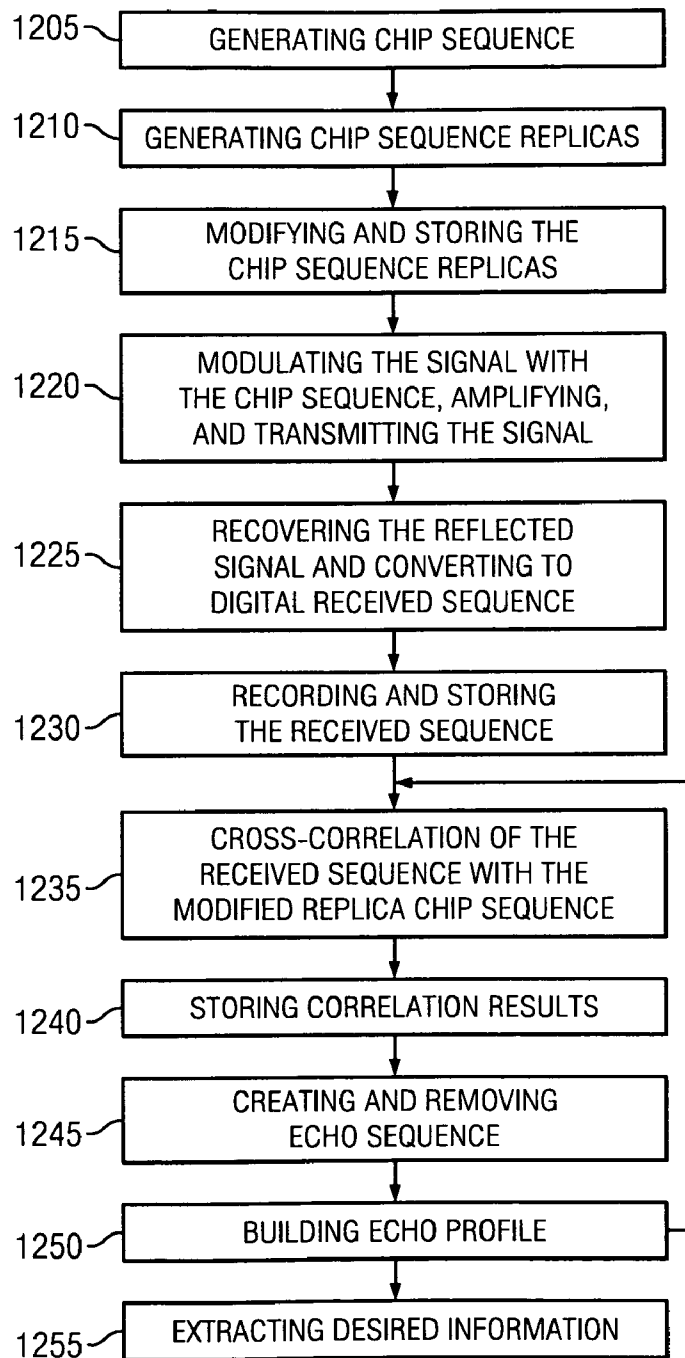 1205
GENERATING CHIP SEQUENCE
1210
GENERATING CHIP SEQUENCE REPLICAS
1215
MODIFYING AND STORING THE
CHIP SEQUENCE REPLICAS
1220
MODULATING THE SIGNAL WITH
THE CHIP SEQUENCE, AMPLIFYING,
AND TRANSMITTING THE SIGNAL
1225
RECOVERING THE REFLECTED
SIGNAL AND CONVERTING TO
DIGITAL RECEIVED SEQUENCE
1230
RECORDING AND STORING
THE RECEIVED SEQUENCE
1235
CROSS-CORRELATION OF THE
RECEIVED SEQUENCE WITH THE
MODIFIED REPLICA CHIP SEQUENCE
1240
STORING CORRELATION RESULTS
1245
CREATING AND REMOVING
ECHO SEQUENCE
1250
BUILDING ECHO PROFILE
1255
EXTRACTING DESIRED INFORMATION